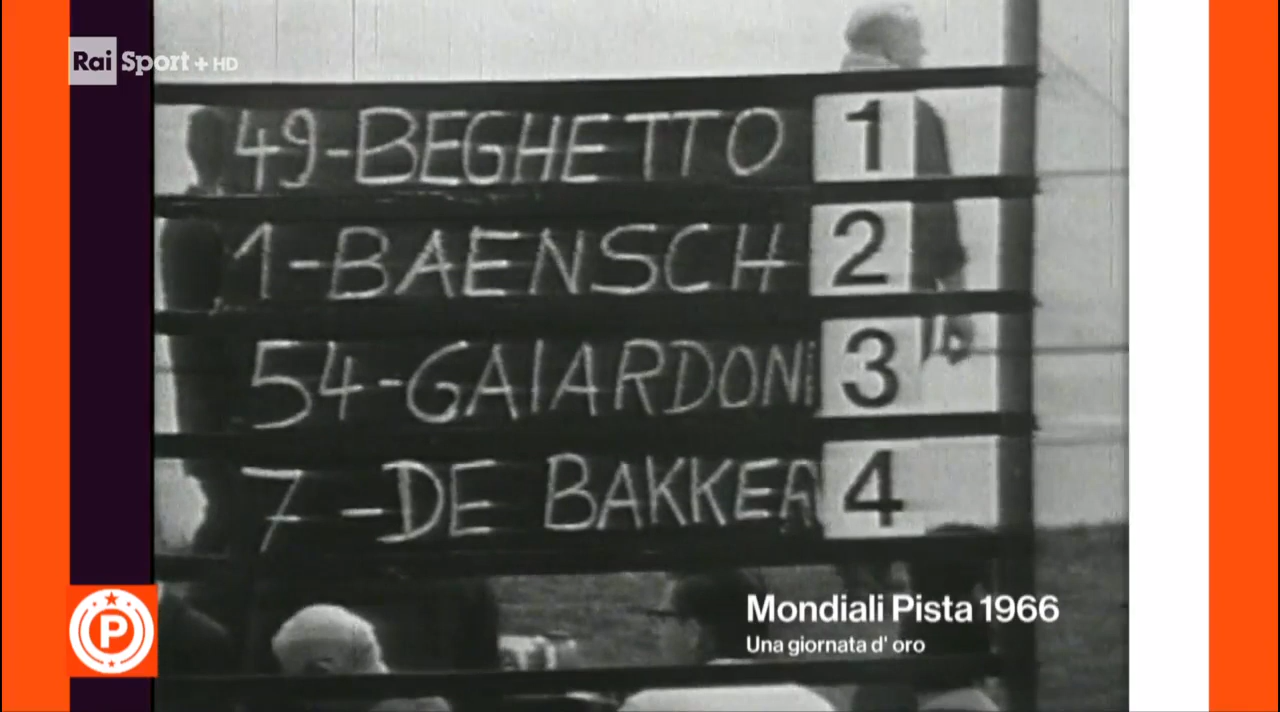 Rai Sport + HD
49-BEGHETTO 1
1-BAENSCH 2
54-GAIARDONi 3
7-DE BAKKER 4
P
Mondiali Pista 1966
Una giornata d' oro